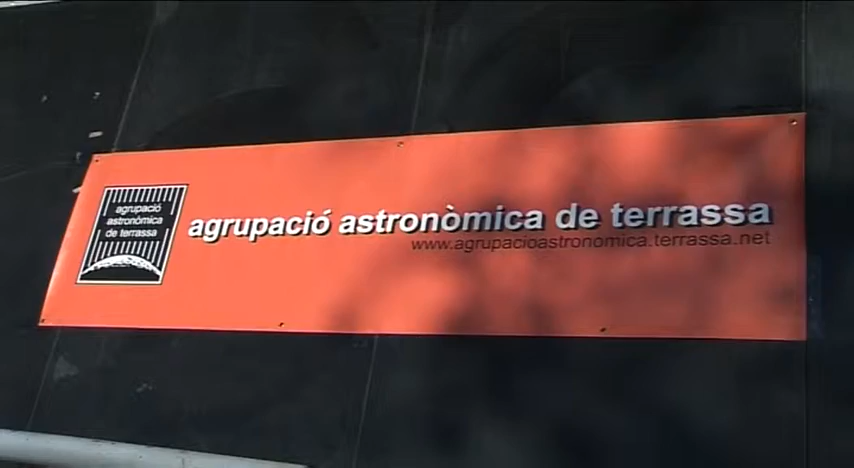 agrupació
astronòmica
de terrassa
agrupació astronòmica de terrassa
www.agrupacioastronomica.terrassa.net